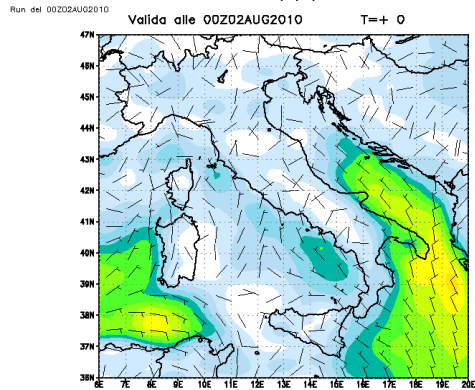 Run del 00Z02AUG2010
Valida alle 00Z02AUG2010 T=+ 0
47N
46N
45N
44N
43N
42N
41N
40N
39N
38N
37N
36N
6E 7E 8E 9E 10E 11E 12E 13E 14E 15E 16E 17E 18E 19E 20E